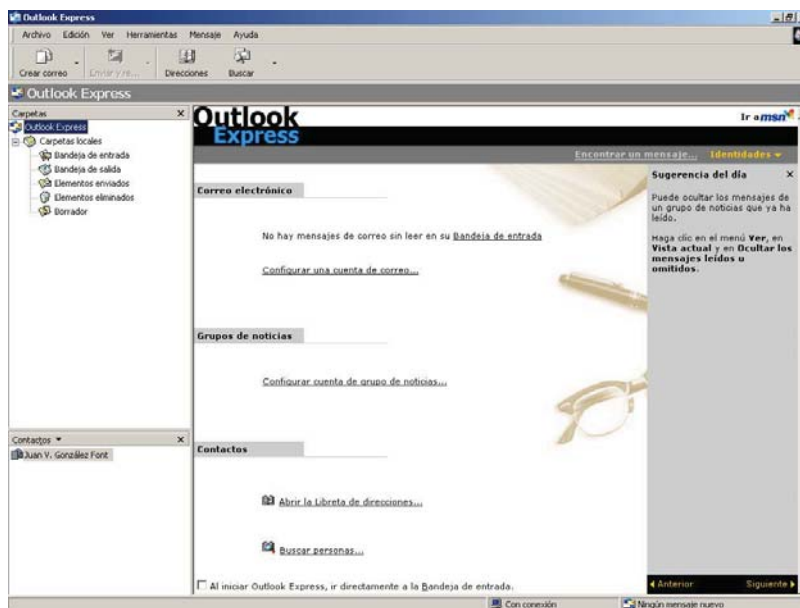 Outlook Express
Archivo Edición Ver Herramientas Mensaje Ayuda
Crear correo Enviar y re... Direcciones Buscar
Outlook Express
Carpetas
Outlook Express
Carpetas locales
Bandeja de entrada
Bandeja de salida
Elementos enviados
Elementos eliminados
Borrador
Contactos
Juan V. González Font
Outlook
Express
Ir a msn
Encontrar un mensaje... Identidades
Correo electrónico
No hay mensajes de correo sin leer en su Bandeja de entrada
Configurar una cuenta de correo...
Grupos de noticias
Configurar cuenta de grupo de noticias...
Contactos
Abrir la Libreta de direcciones...
Buscar personas...
Al iniciar Outlook Express, ir directamente a la Bandeja de entrada.
Sugerencia del día
Puede ocultar los mensajes de
un grupo de noticias que ya ha
leído.
Haga clic en el menú Ver, en
Vista actual y en Ocultar los
mensajes leídos u
omitidos.
Anterior Siguiente
Con conexión Ningún mensaje nuevo